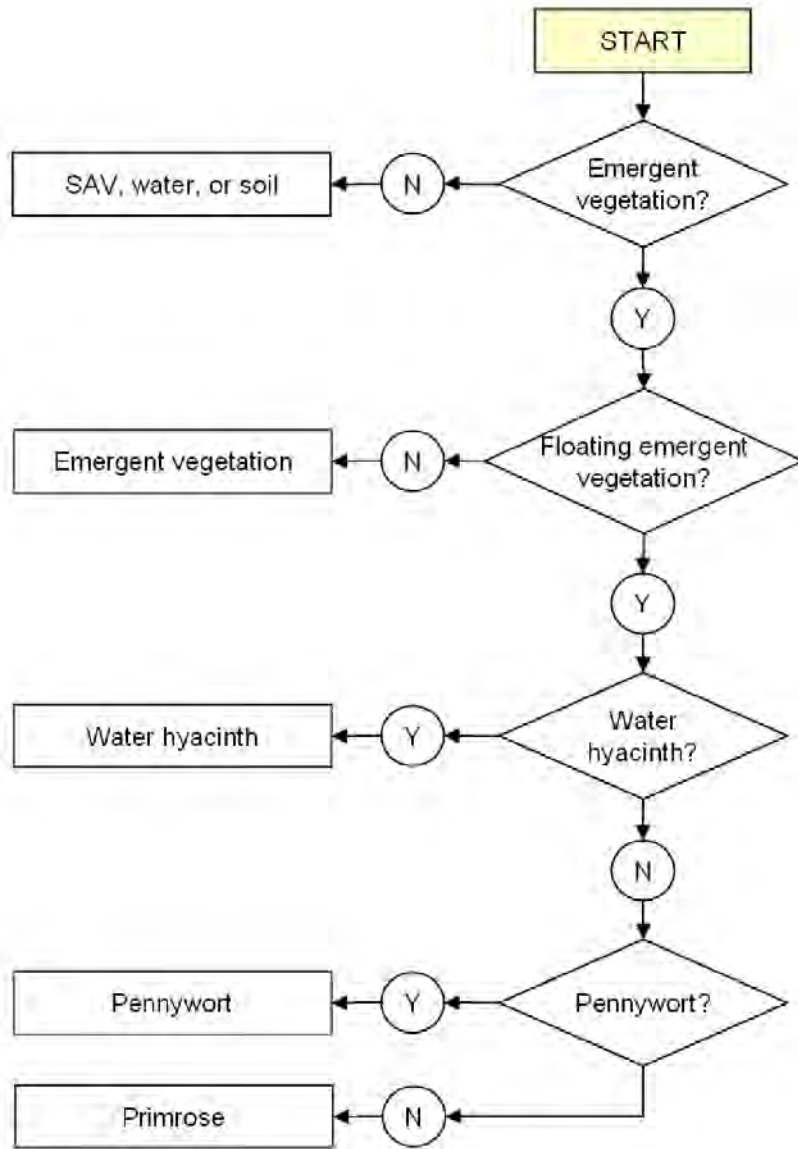 START
Emergent
vegetation?
N
SAV, water, or soil
Y
Floating emergent
vegetation?
N
Emergent vegetation
Y
Water
hyacinth?
Y
Water hyacinth
N
Pennywort?
Y
Pennywort
N
Primrose